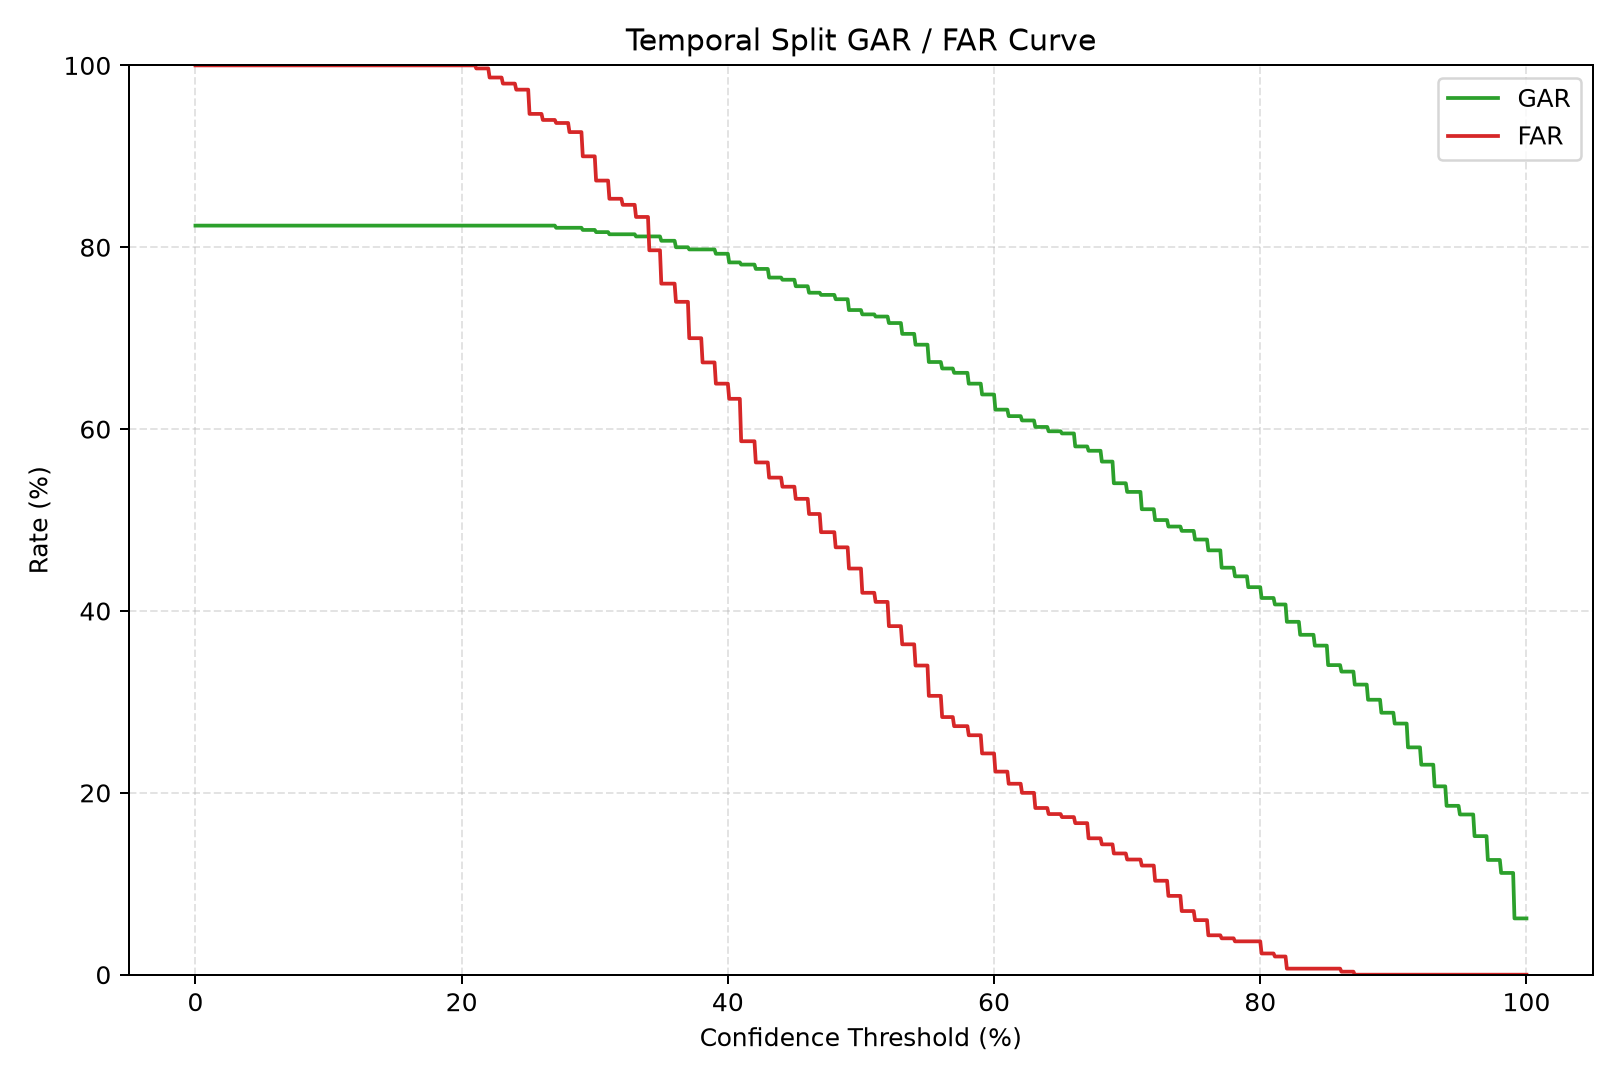 Temporal Split GAR / FAR Curve
GAR
FAR
100
80
60
40
20
0
Rate (%)
0 20 40 60 80 100
Confidence Threshold (%)